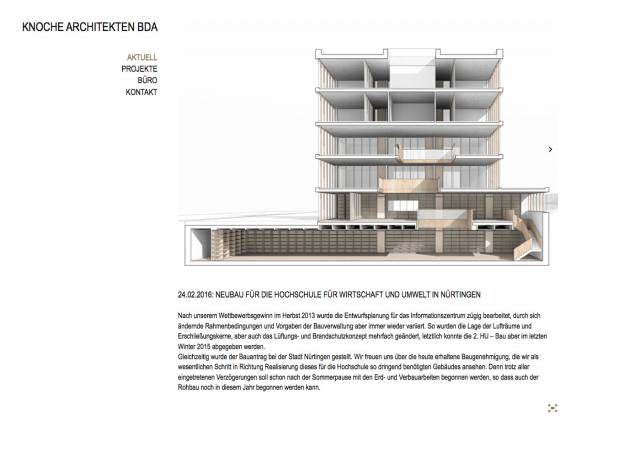 KNOCHE ARCHITEKTEN BDA
AKTUELL
PROJEKTE
BÜRO
KONTAKT
24.02.2016: NEUBAU FÜR DIE HOCHSCHULE FÜR WIRTSCHAFT UND UMWELT IN NÜRTINGEN
Nach unserem Wettbewerbsgewinn im Herbst 2013 wurde die Entwurfsplanung für das Informationszentrum zügig bearbeitet, durch sich
ändernde Rahmenbedingungen und Vorgaben der Bauverwaltung aber immer wieder variiert. So wurden die Lage der Lufträume und
Erschließungskerne, aber auch das Lüftungs- und Brandschutzkonzept mehrfach geändert, letztlich konnte die 2. HU – Bau aber im letzten
Winter 2015 abgegeben werden.
Gleichzeitig wurde der Bauantrag bei der Stadt Nürtingen gestellt. Wir freuen uns über die heute erhaltene Baugenehmigung, die wir als
wesentlichen Schritt in Richtung Realisierung dieses für die Hochschule so dringend benötigten Gebäudes ansehen. Denn trotz aller
eingetretenen Verzögerungen soll schon nach der Sommerpause mit den Erd- und Verbauarbeiten begonnen werden, so dass auch der
Rohbau noch in diesem Jahr begonnen werden kann.